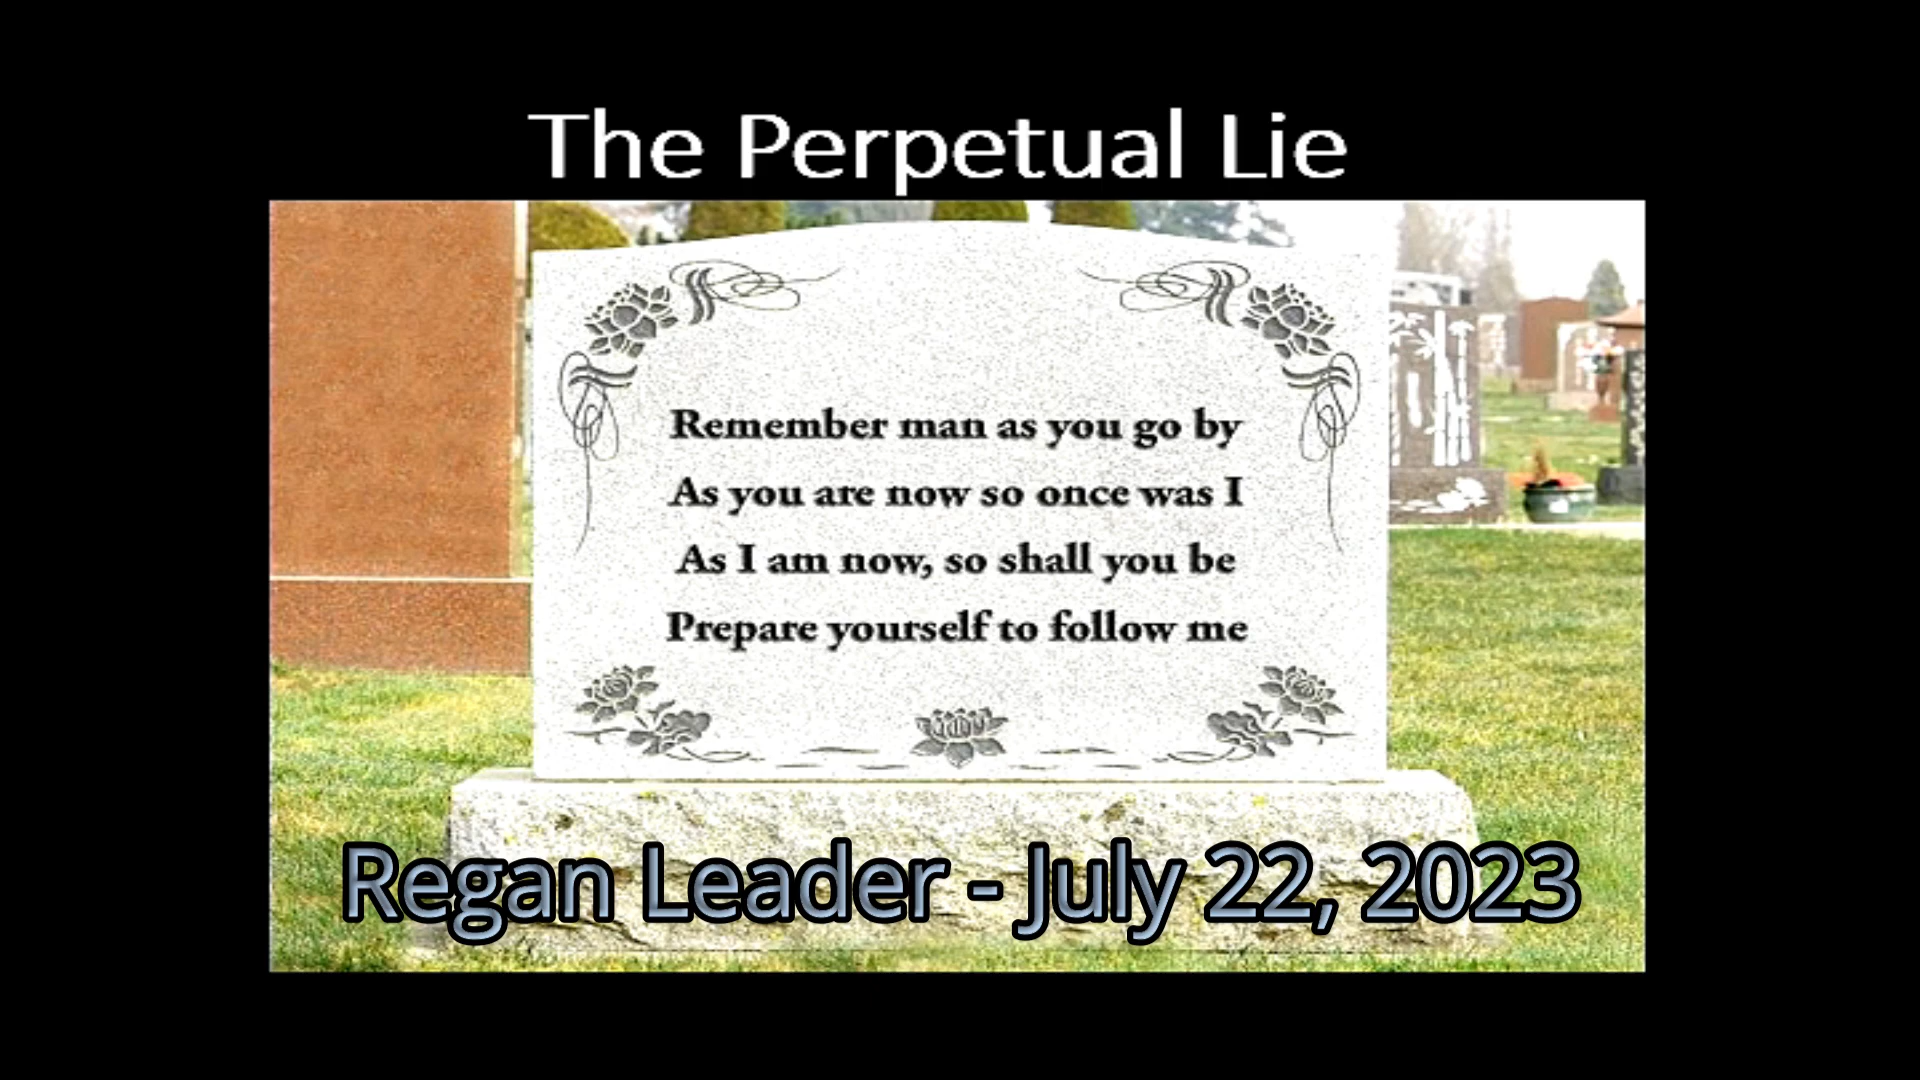 The Perpetual Lie
Remember man as you go by
As you are now so once was I
As I am now, so shall you be
Prepare yourself to follow me
Regan Leader - July 22, 2023